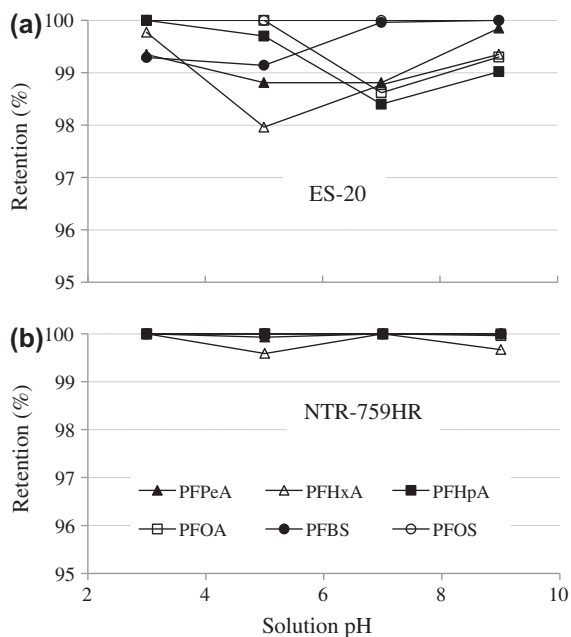 (a)
100
99
98
97
96
95
Retention (%)
ES-20
(b)
100
99
98
97
96
95
Retention (%)
NTR-759HR
PFPeA PFHxA PFHpA
PFOA PFBS PFOS
2 4 6 8 10
Solution pH